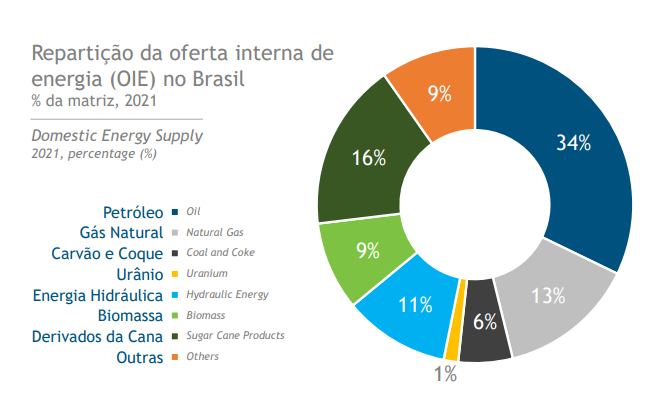 Repartição da oferta interna de
energia (OIE) no Brasil
% da matriz, 2021
Domestic Energy Supply
2021, percentage (%)
Petróleo Oil
Gás Natural Natural Gas
Carvão e Coque Coal and Coke
Urânio Uranium
Energia Hidráulica Hydraulic Energy
Biomassa Biomass
Derivados da Cana Sugar Cane Products
Outras Others
34%
13%
6%
1%
11%
9%
16%
9%